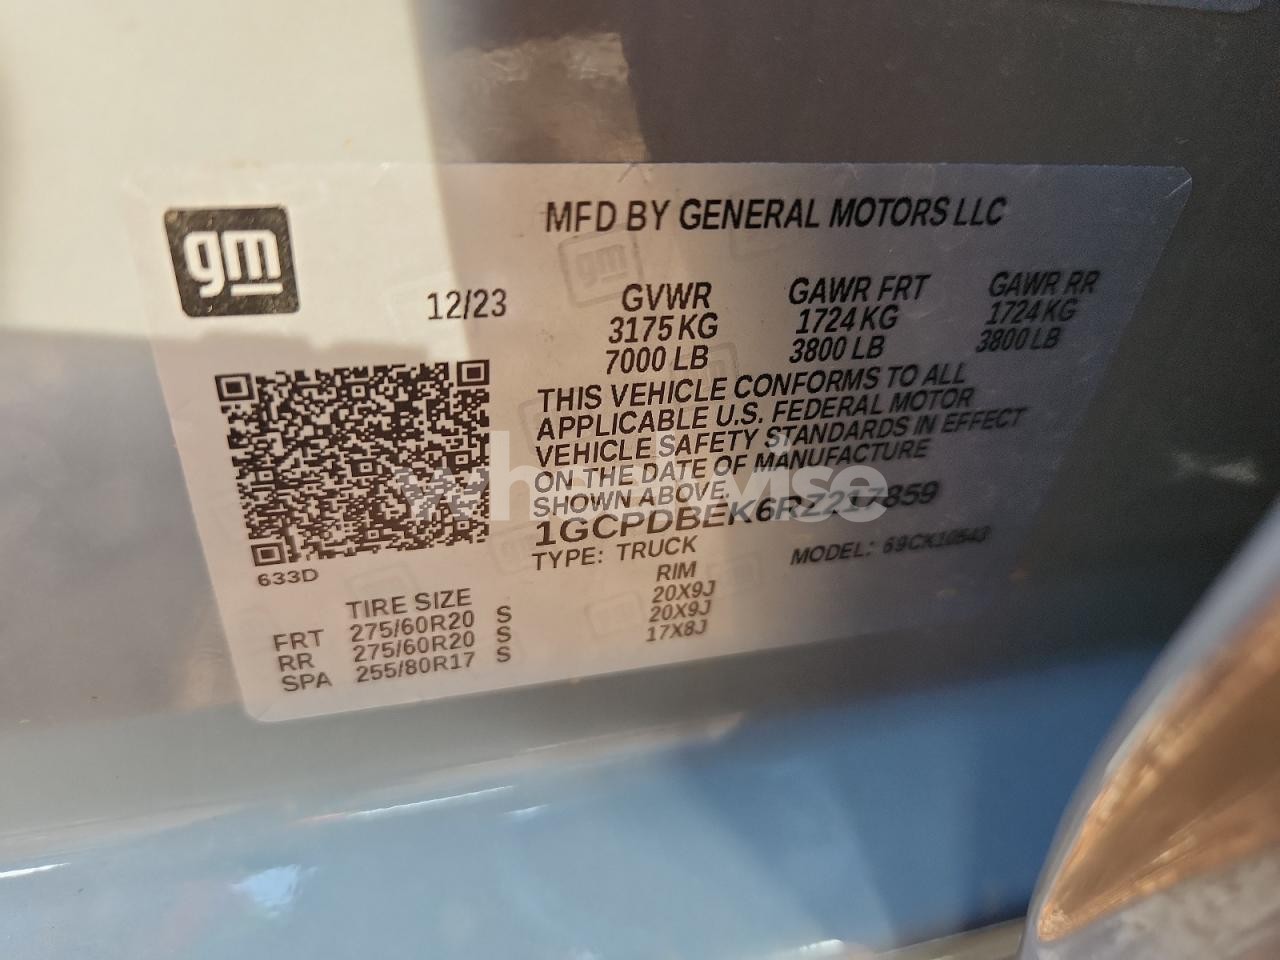 gm
MFD BY GENERAL MOTORS LLC
12/23
GVWR GAWR FRT GAWR RR
3175 KG 1724 KG 1724 KG
7000 LB 3800 LB 3800 LB
THIS VEHICLE CONFORMS TO ALL
APPLICABLE U.S. FEDERAL MOTOR
VEHICLE SAFETY STANDARDS IN EFFECT
ON THE DATE OF MANUFACTURE
SHOWN ABOVE.
wheelwise
1GCPDBEK6RZ217859
TYPE: TRUCK MODEL: 69CK10543
633D
TIRE SIZE RIM
FRT 275/60R20 S 20X9J
RR 275/60R20 S 20X9J
SPA 255/80R17 S 17X8J